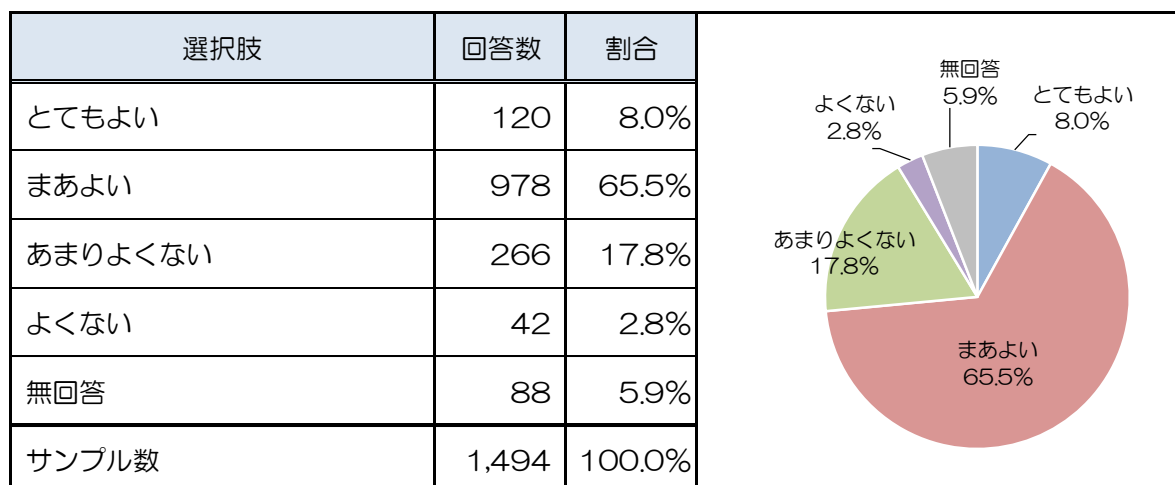 選択肢 回答数 割合
とてもよい 120 8.0%
まあよい 978 65.5%
あまりよくない 266 17.8%
よくない 42 2.8%
無回答 88 5.9%
サンプル数 1,494 100.0%
無回答
5.9%
とてもよい
8.0%
よくない
2.8%
あまりよくない
17.8%
まあよい
65.5%